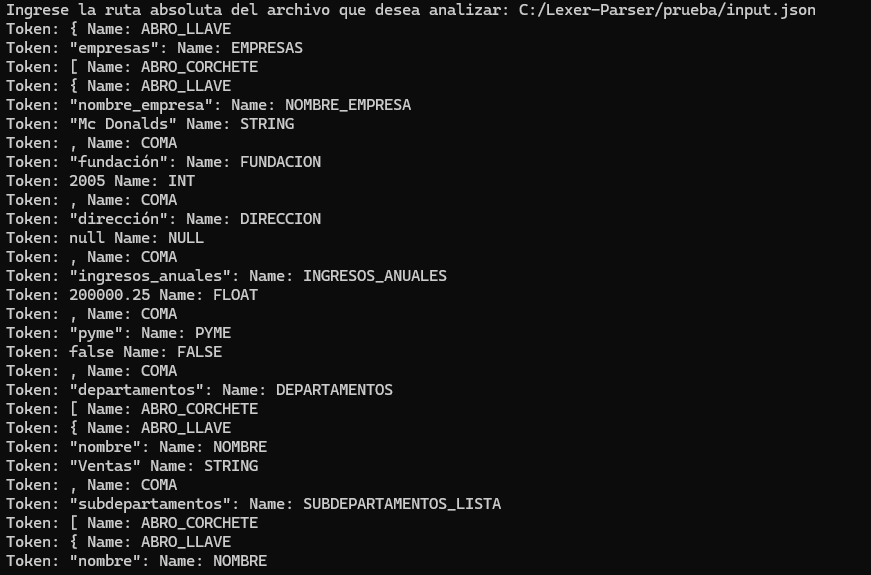 Ingrese la ruta absoluta del archivo que desea analizar: C:/Lexer-Parser/prueba/input.json
Token: { Name: ABRO_LLAVE
Token: "empresas": Name: EMPRESAS
Token: [ Name: ABRO_CORCHETE
Token: { Name: ABRO_LLAVE
Token: "nombre_empresa": Name: NOMBRE_EMPRESA
Token: "Mc Donalds" Name: STRING
Token: , Name: COMA
Token: "fundación": Name: FUNDACION
Token: 2005 Name: INT
Token: , Name: COMA
Token: "dirección": Name: DIRECCION
Token: null Name: NULL
Token: , Name: COMA
Token: "ingresos_anuales": Name: INGRESOS_ANUALES
Token: 200000.25 Name: FLOAT
Token: , Name: COMA
Token: "pyme": Name: PYME
Token: false Name: FALSE
Token: , Name: COMA
Token: "departamentos": Name: DEPARTAMENTOS
Token: [ Name: ABRO_CORCHETE
Token: { Name: ABRO_LLAVE
Token: "nombre": Name: NOMBRE
Token: "Ventas" Name: STRING
Token: , Name: COMA
Token: "subdepartamentos": Name: SUBDEPARTAMENTOS_LISTA
Token: [ Name: ABRO_CORCHETE
Token: { Name: ABRO_LLAVE
Token: "nombre": Name: NOMBRE